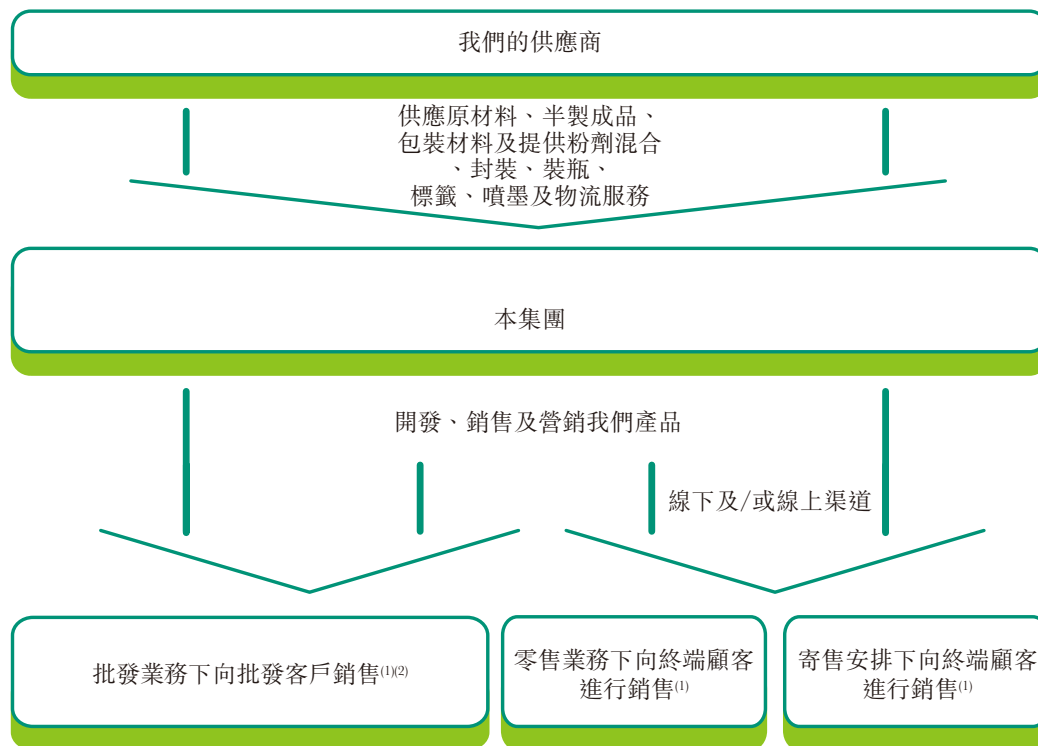 我們的供應商
供應原材料、半製成品、
包裝材料及提供粉劑混合
、封裝、裝瓶、
標籤、噴墨及物流服務
本集團
開發、銷售及營銷我們產品
線下及/或線上渠道
批發業務下向批發客戶銷售(1)(2)
零售業務下向終端顧客
進行銷售(1)
寄售安排下向終端顧客
進行銷售(1)